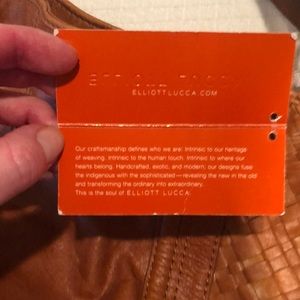 ELLIOTT LUCCA
ELLIOTTLUCCA.COM
Our craftsmanship defines who we are: Intrinsic to our heritage
of weaving. Intrinsic to the human touch. Intrinsic to where our
hearts belong. Handcrafted, exotic, and modern, our designs fuse
the indigenous with the sophisticated—revealing the new in the old
and transforming the ordinary into extraordinary.
This is the soul of ELLIOTT LUCCA.